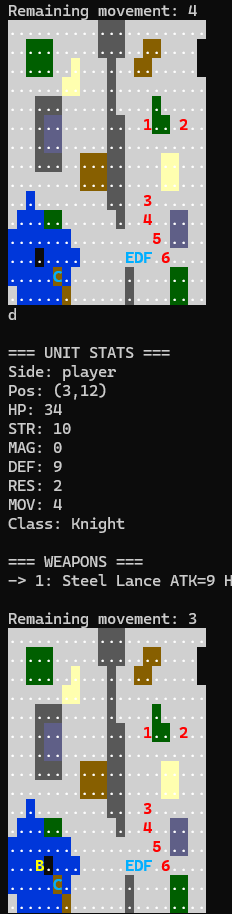 Remaining movement: 4
1 2
3
4
5
EDF 6
C
d
=== UNIT STATS ===
Side: player
Pos: (3,12)
HP: 34
STR: 10
MAG: 0
DEF: 9
RES: 2
MOV: 4
Class: Knight
=== WEAPONS ===
-> 1: Steel Lance ATK=9 H
Remaining movement: 3
1 2
3
4
5
B EDF 6
C